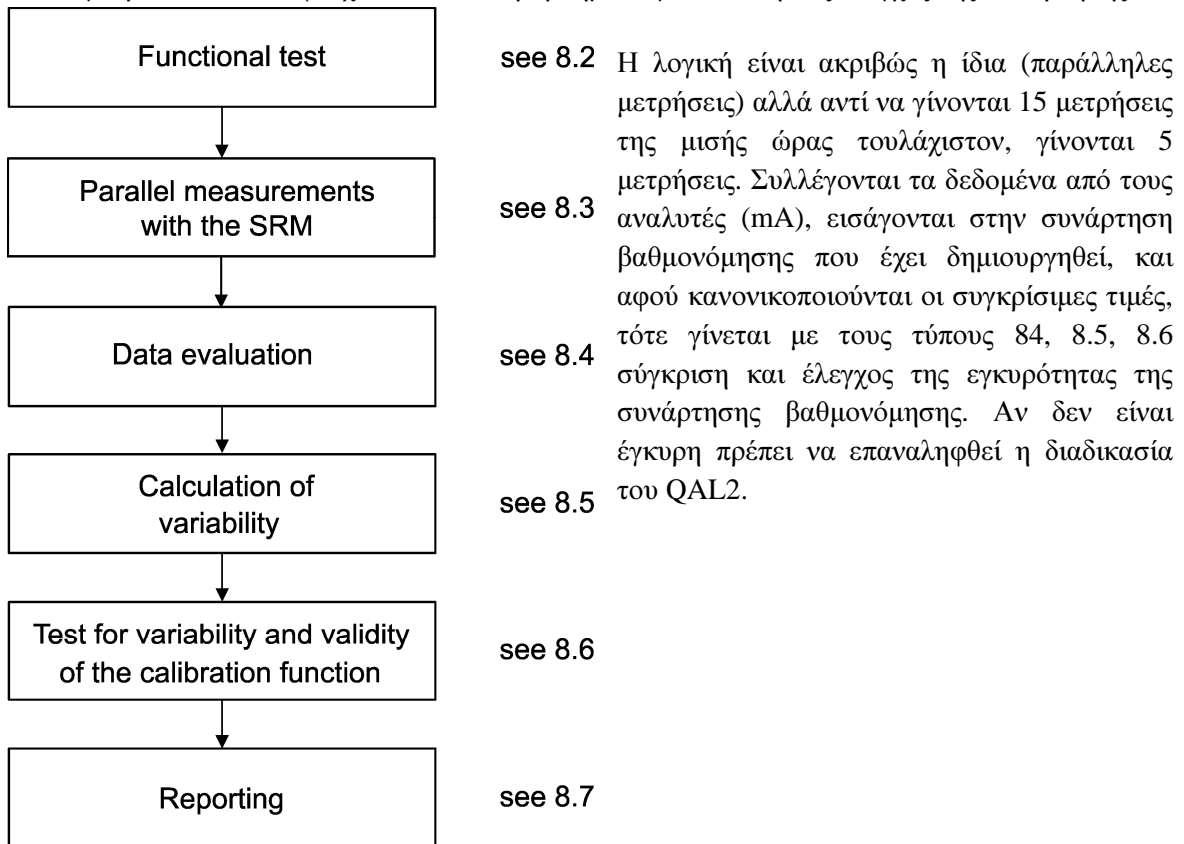 Functional test
see 8.2
Parallel measurements
with the SRM
see 8.3
Data evaluation
see 8.4
Calculation of
variability
see 8.5
Test for variability and validity
of the calibration function
see 8.6
Reporting
see 8.7
Η λογική είναι ακριβώς η ίδια (παράλληλες
μετρήσεις) αλλά αντί να γίνονται 15 μετρήσεις
της μισής ώρας τουλάχιστον, γίνονται 5
μετρήσεις. Συλλέγονται τα δεδομένα από τους
αναλυτές (mA), εισάγονται στην συνάρτηση
βαθμονόμησης που έχει δημιουργηθεί, και
αφού κανονικοποιούνται οι συγκρίσιμες τιμές,
τότε γίνεται με τους τύπους 84, 8.5, 8.6
σύγκριση και έλεγχος της εγκυρότητας της
συνάρτησης βαθμονόμησης. Αν δεν είναι
έγκυρη πρέπει να επαναληφθεί η διαδικασία
του QAL2.